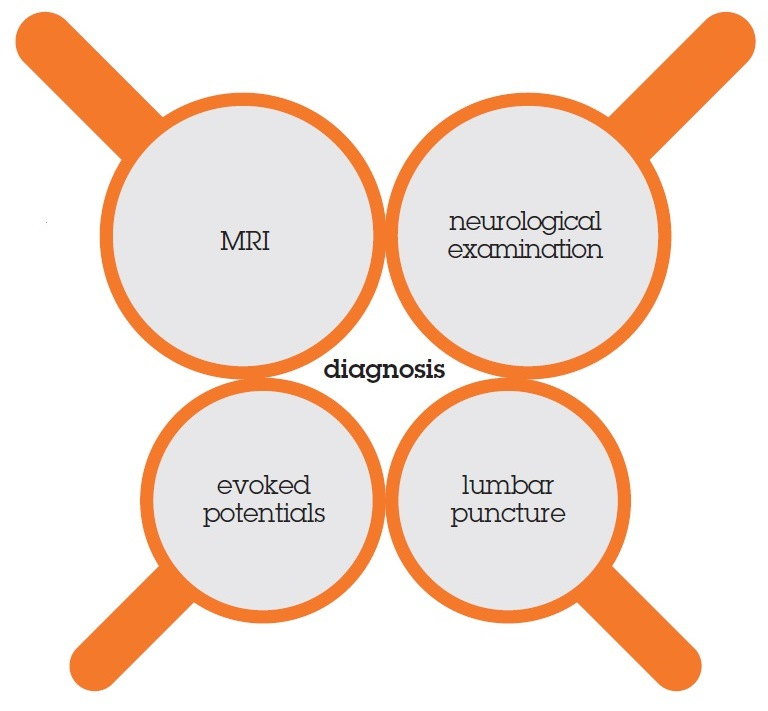 MRI
neurological
examination
diagnosis
evoked
potentials
lumbar
puncture